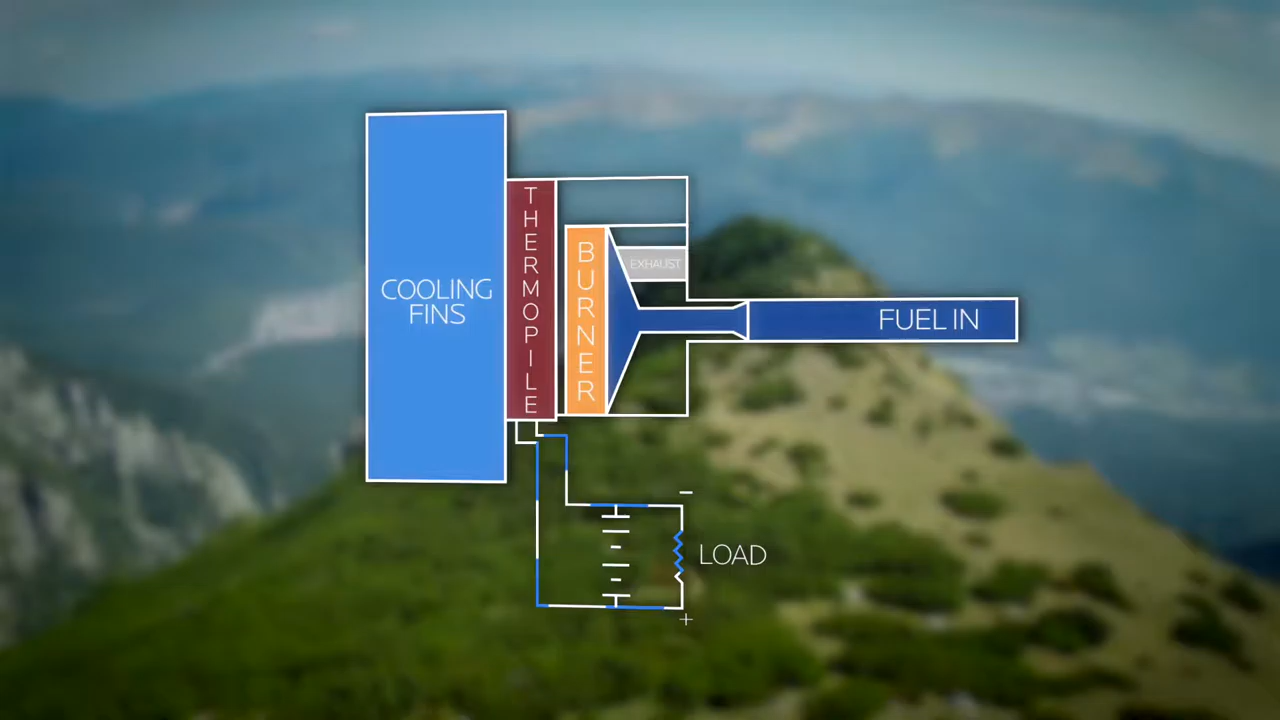 COOLING
FINS
THERMOPILE
BURNER
EXHAUST
FUEL IN
LOAD
−
+